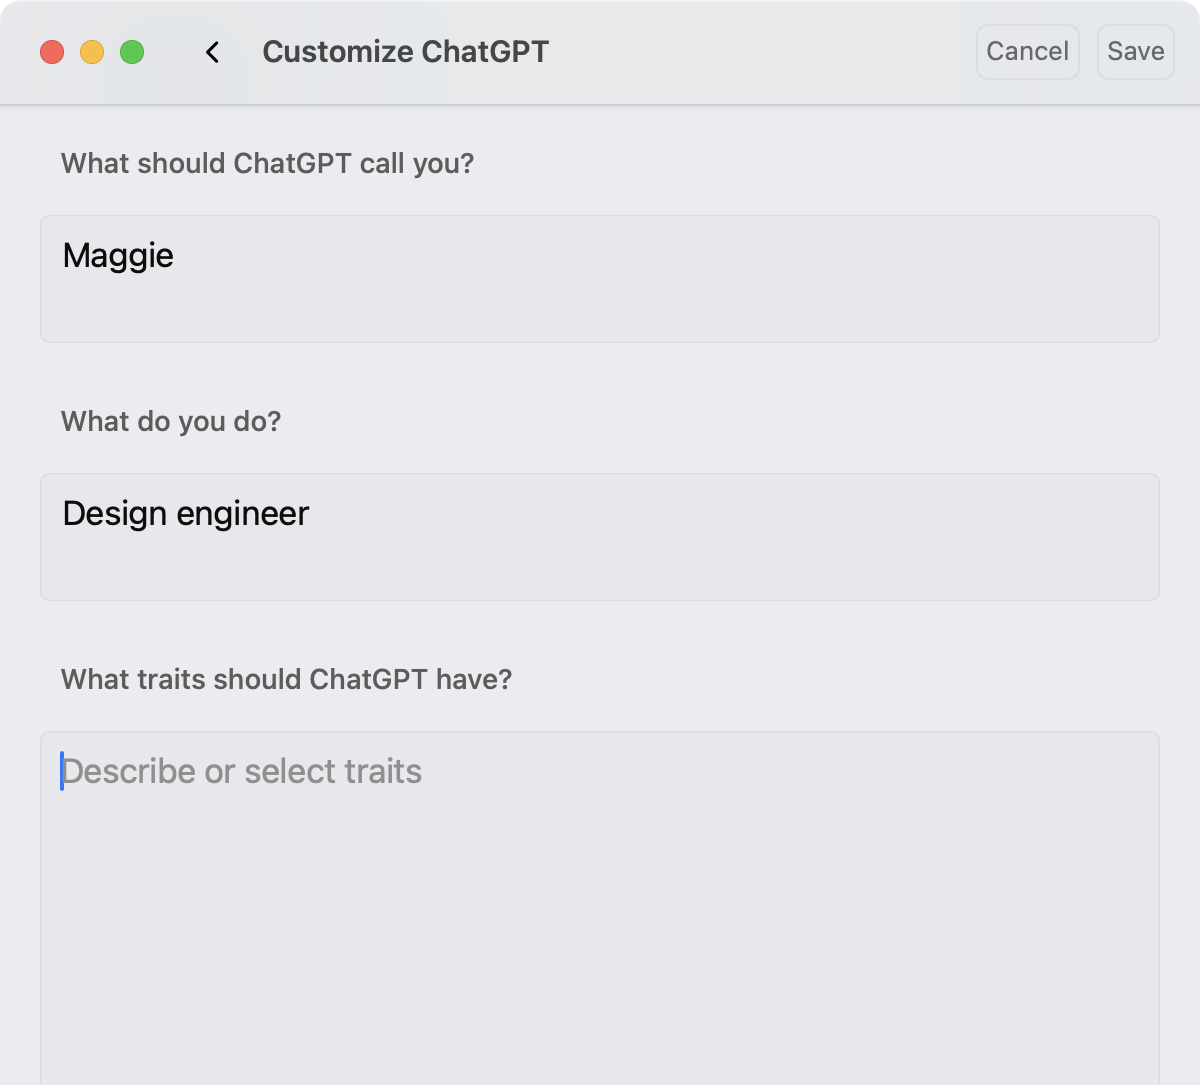 Customize ChatGPT
Cancel
Save
What should ChatGPT call you?
Maggie
What do you do?
Design engineer
What traits should ChatGPT have?
Describe or select traits